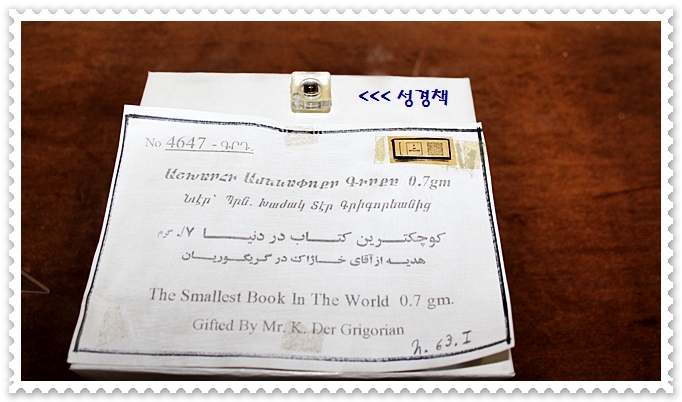 <<< 성경책
No 4647 - ԳՐԴ.
Աշխարհի Ամենափոքր Գիրքը 0.7gm
Նուէր՝ Պրն. Խաժակ Տէր Գրիգորեանից
کوچکترین کتاب در دنیا ۷/. گرم
هدیه از آقای خاژاک در گریگوریان
The Smallest Book In The World 0.7 gm.
Gifted By Mr. K. Der Grigorian
63. I